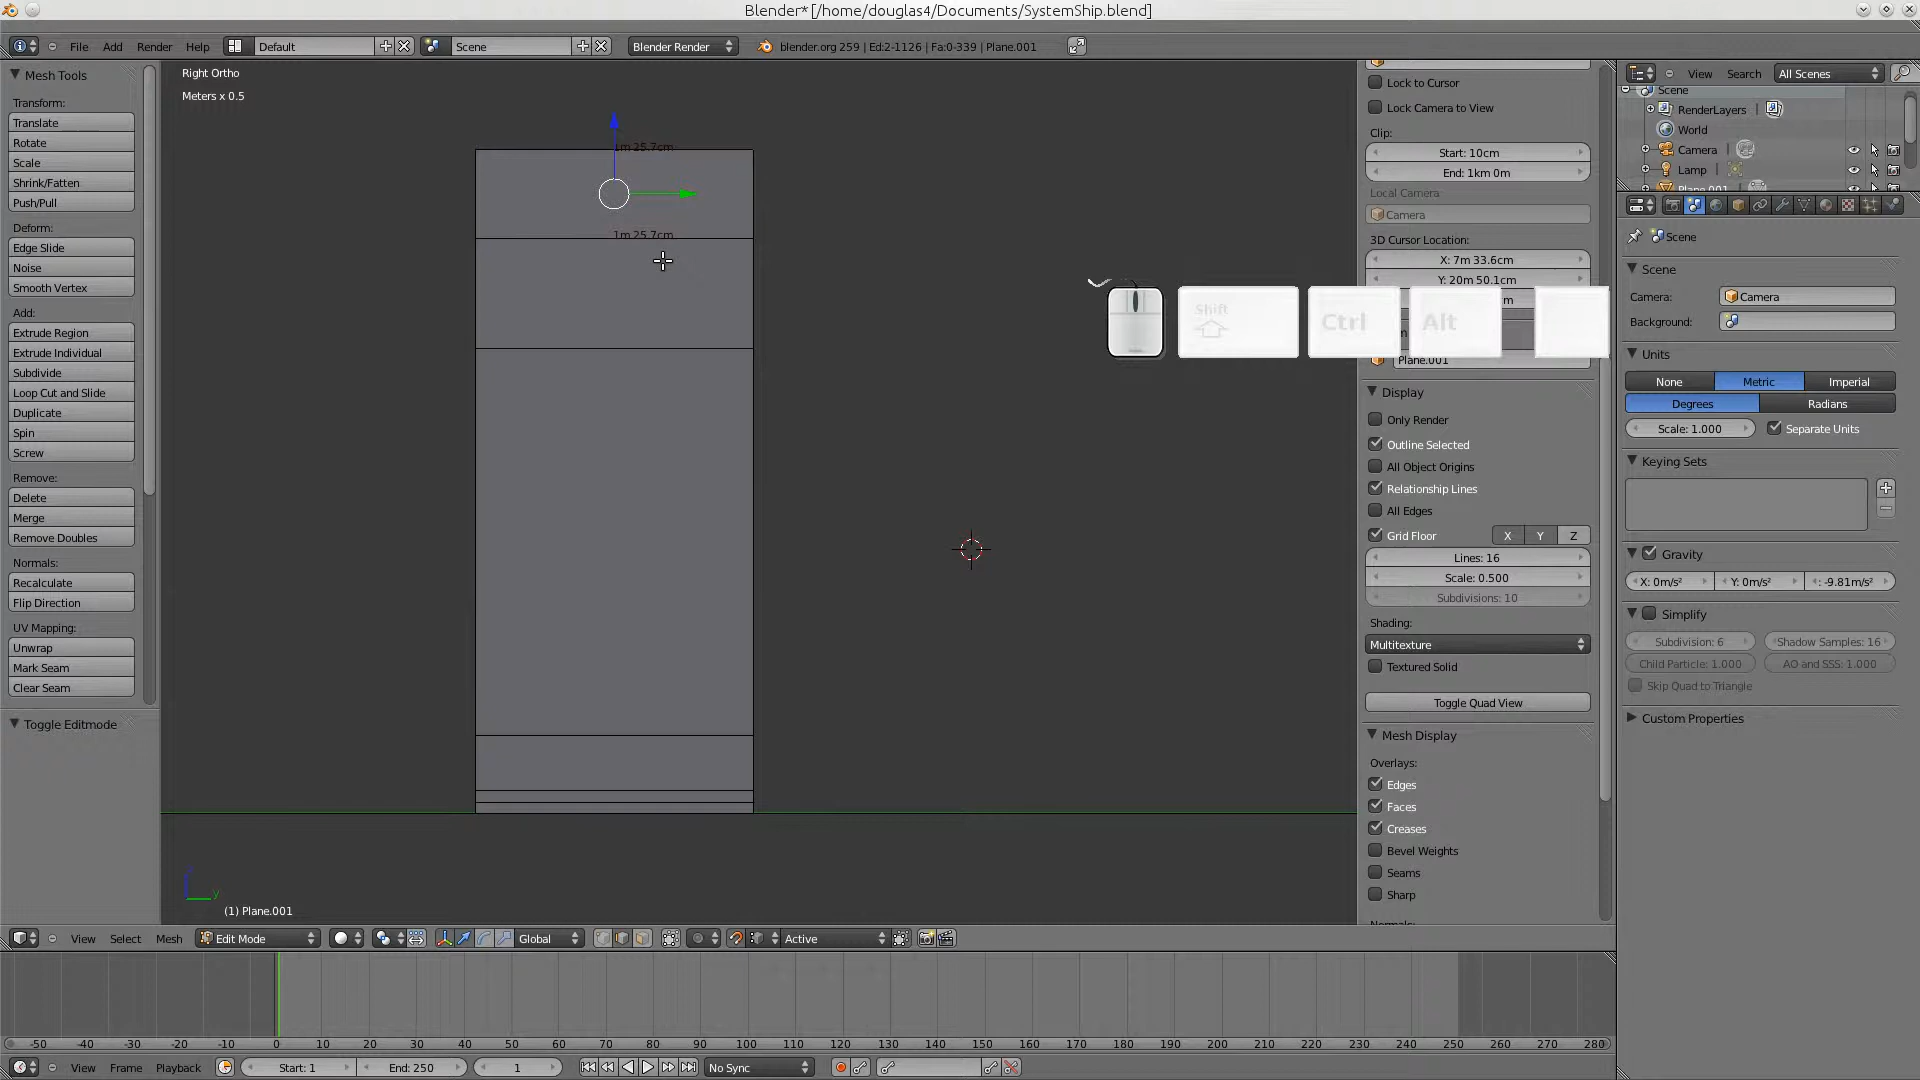 Blender* [/home/douglas4/Documents/SystemShip.blend]
File Add Render Help Default Scene Blender Render blender.org 259 | Ed:2-1126 | Fa:0-339 | Plane.001
Mesh Tools
Transform:
Translate
Rotate
Scale
Shrink/Fatten
Push/Pull
Deform:
Edge Slide
Noise
Smooth Vertex
Add:
Extrude Region
Extrude Individual
Subdivide
Loop Cut and Slide
Duplicate
Spin
Screw
Remove:
Delete
Merge
Remove Doubles
Normals:
Recalculate
Flip Direction
UV Mapping:
Unwrap
Mark Seam
Clear Seam
Toggle Editmode
Right Ortho
Meters x 0.5
1m 25.7cm
1m 25.7cm
y
(1) Plane.001
Shift
Ctrl
Alt
Lock to Cursor
Lock Camera to View
Clip:
Start: 10cm
End: 1km 0m
Local Camera:
Camera
3D Cursor Location:
X: 7m 33.6cm
Y: 20m 50.1cm
m
Plane.001
Display
Only Render
Outline Selected
All Object Origins
Relationship Lines
All Edges
Grid Floor X Y Z
Lines: 16
Scale: 0.500
Subdivisions: 10
Shading:
Multitexture
Textured Solid
Toggle Quad View
Mesh Display
Overlays:
Edges
Faces
Creases
Bevel Weights
Seams
Sharp
Normals:
View Search All Scenes
Scene
RenderLayers
World
Camera
Lamp
Plane.001
Scene
Scene
Camera: Camera
Background:
Units
None Metric Imperial
Degrees Radians
Scale: 1.000 Separate Units
Keying Sets
Gravity
X: 0m/s² Y: 0m/s² : -9.81m/s²
Simplify
Subdivision: 6 Shadow Samples: 16
Child Particle: 1.000 AO and SSS: 1.000
Skip Quad to Triangle
Custom Properties
View Select Mesh Edit Mode Global Active
-50 -40 -30 -20 -10 0 10 20 30 40 50 60 70 80 90 100 110 120 130 140 150 160 170 180 190 200 210 220 230 240 250 260 270 280
View Frame Playback Start: 1 End: 250 1 No Sync